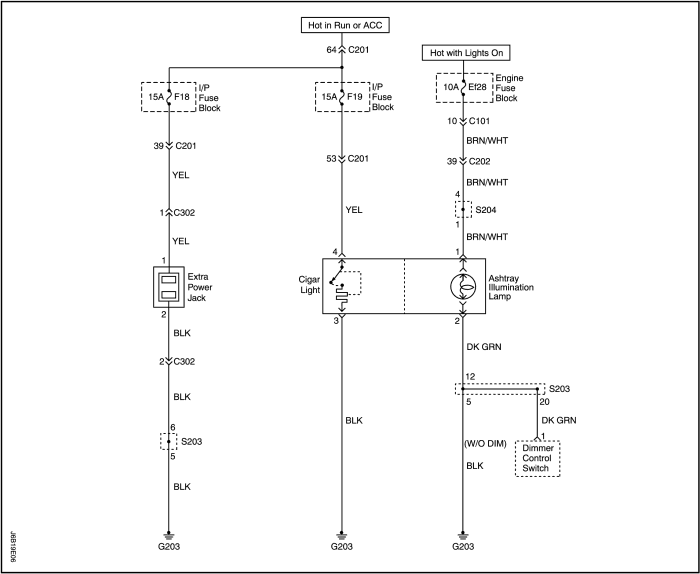 Hot in Run or ACC
64 C201
Hot with Lights On
15A F18
I/P
Fuse
Block
15A F19
I/P
Fuse
Block
10A Ef28
Engine
Fuse
Block
10 C101
BRN/WHT
39 C201
53 C201
39 C202
YEL
BRN/WHT
4
S204
1
1 C302
YEL
BRN/WHT
YEL
1
4
1
Extra
Power
Jack
Cigar
Light
Ashtray
Illumination
Lamp
2
3
2
BLK
DK GRN
2 C302
12
S203
5
20
BLK
BLK
DK GRN
6
S203
5
(W/O DIM)
1
Dimmer
Control
Switch
BLK
BLK
G203
G203
G203
J6B19E06